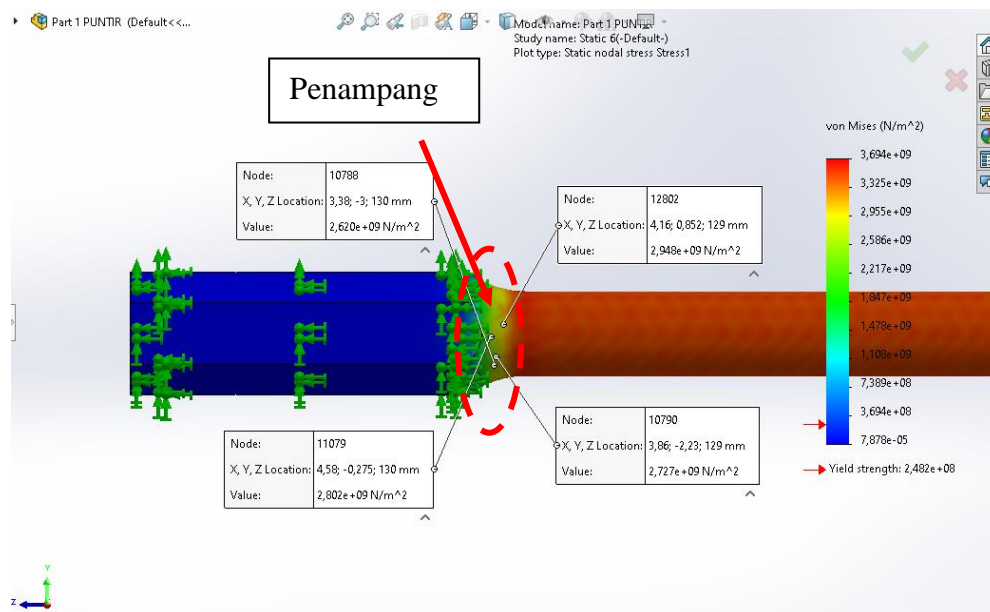 Part 1 PUNTIR (Default<<...
Model name: Part 1 PUNTIR
Study name: Static 6(-Default-)
Plot type: Static nodal stress Stress1
Penampang
von Mises (N/m^2)
3,694e+09
3,325e+09
2,955e+09
2,586e+09
2,217e+09
1,847e+09
1,478e+09
1,108e+09
7,389e+08
3,694e+08
7,878e-05
Yield strength: 2,482e+08
Node: 10788
X, Y, Z Location: 3,38; -3; 130 mm
Value: 2,620e+09 N/m^2
Node: 12802
X, Y, Z Location: 4,16; 0,852; 129 mm
Value: 2,948e+09 N/m^2
Node: 11079
X, Y, Z Location: 4,58; -0,275; 130 mm
Value: 2,802e+09 N/m^2
Node: 10790
X, Y, Z Location: 3,86; -2,23; 129 mm
Value: 2,727e+09 N/m^2
Y
Z